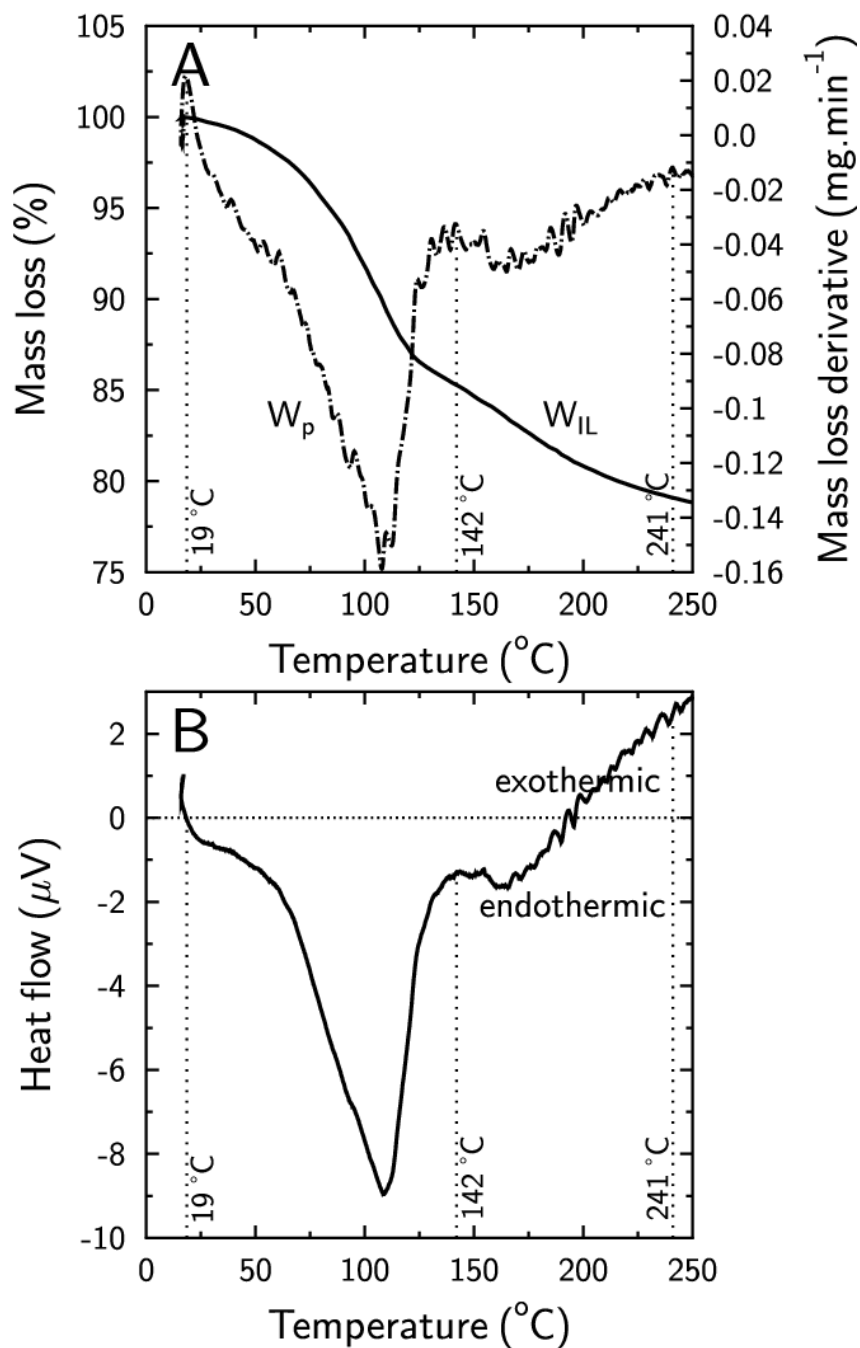 A
105
100
95
90
85
80
75
Mass loss (%)
0.04
0.02
0.0
-0.02
-0.04
-0.06
-0.08
-0.1
-0.12
-0.14
-0.16
Mass loss derivative (mg.min⁻¹)
Wₚ
W_IL
19 °C
142 °C
241 °C
0 50 100 150 200 250
Temperature (°C)
B
2
0
-2
-4
-6
-8
-10
Heat flow (μV)
exothermic
endothermic
19 °C
142 °C
241 °C
0 50 100 150 200 250
Temperature (°C)